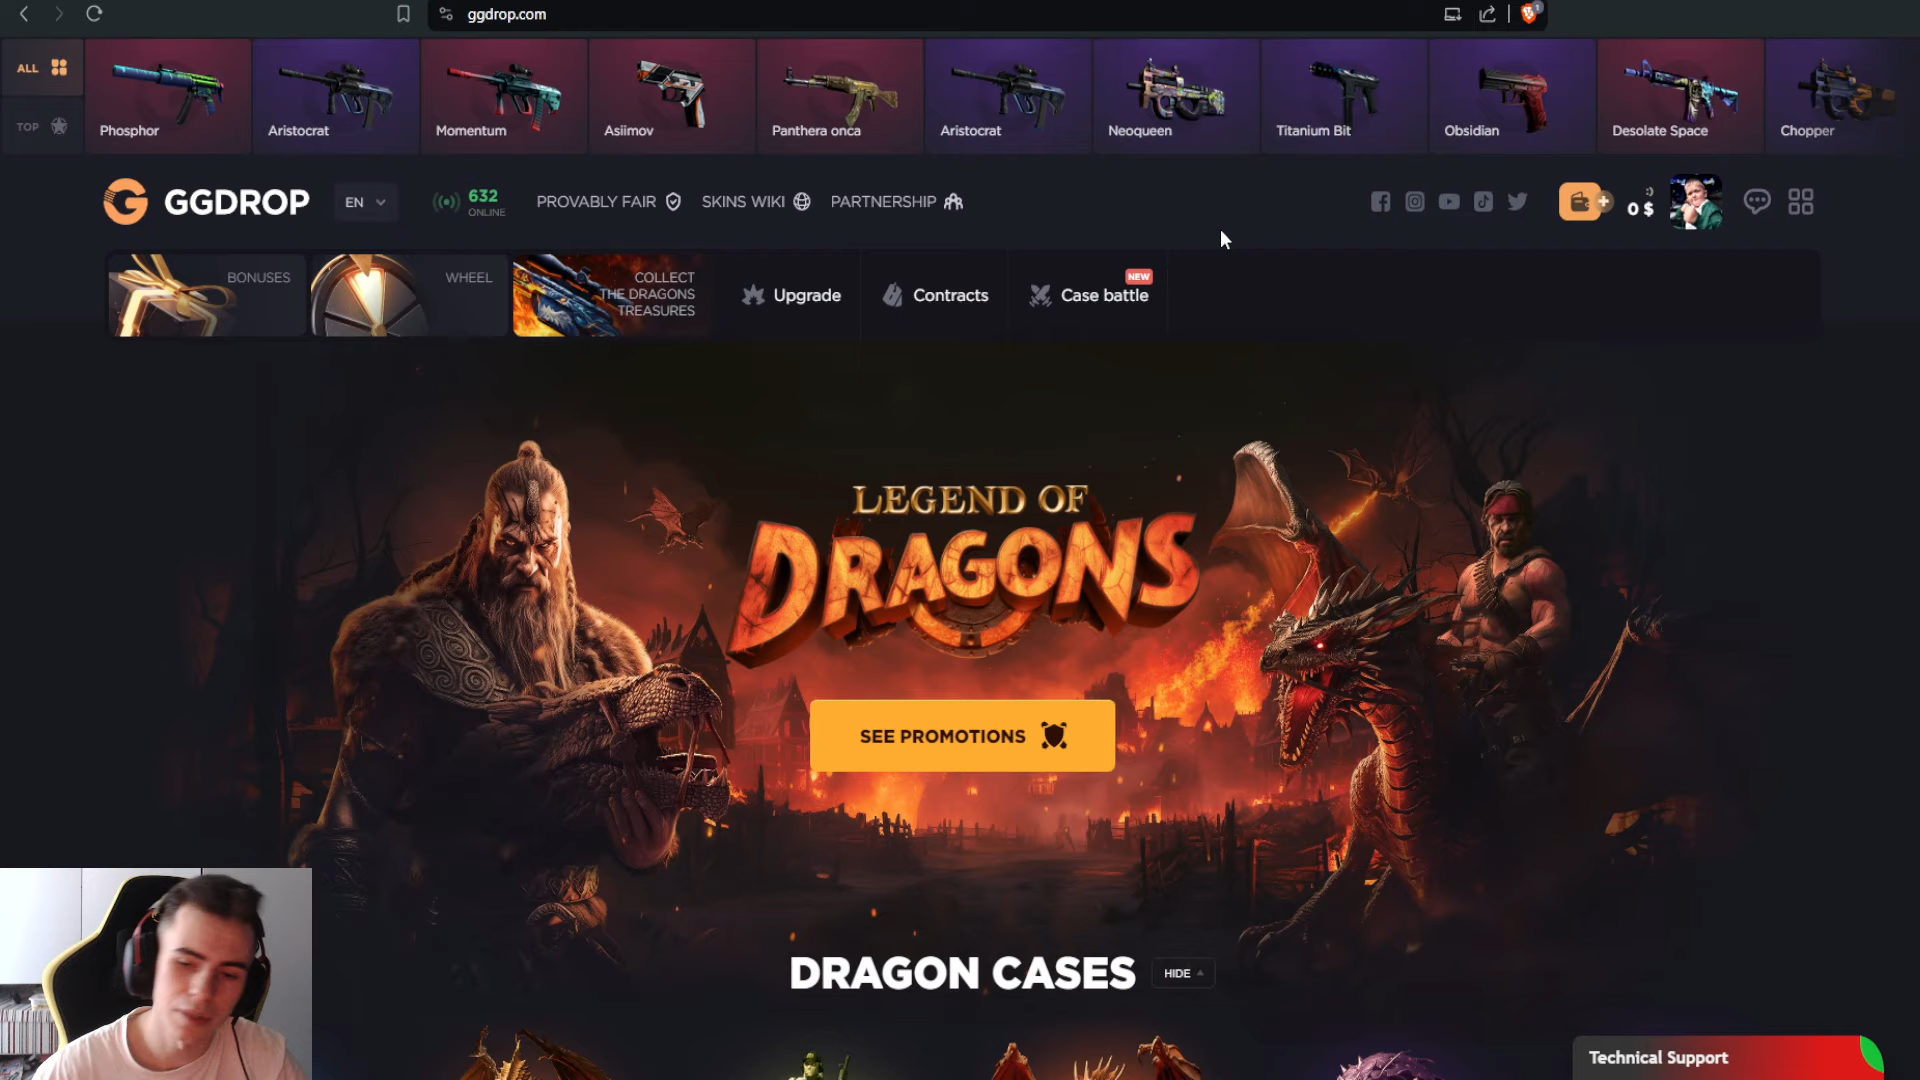 ggdrop.com
1
ALL
TOP
Phosphor
Aristocrat
Momentum
Asiimov
Panthera onca
Aristocrat
Neoqueen
Titanium Bit
Obsidian
Desolate Space
Chopper
GGDROP
EN
632
ONLINE
PROVABLY FAIR
SKINS WIKI
PARTNERSHIP
:)
0 $
BONUSES
WHEEL
COLLECT
THE DRAGONS
TREASURES
Upgrade
Contracts
NEW
Case battle
LEGEND OF
DRAGONS
SEE PROMOTIONS
DRAGON CASES
HIDE
Technical Support